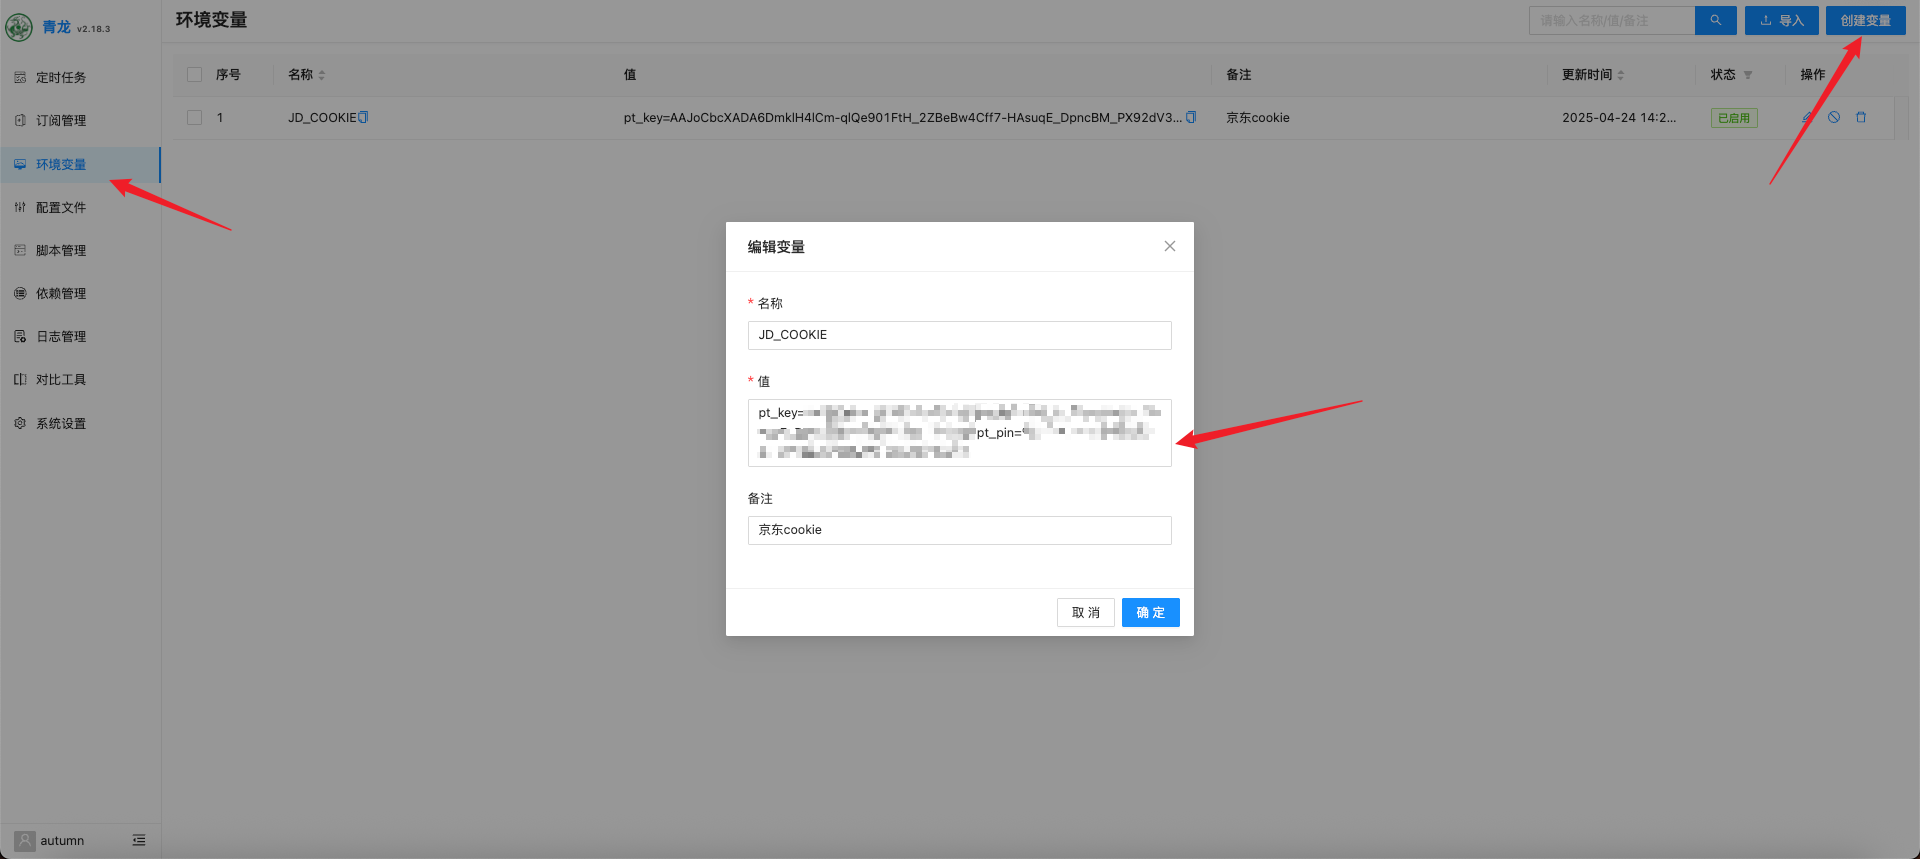 青龙 v2.18.3
定时任务
订阅管理
环境变量
配置文件
脚本管理
依赖管理
日志管理
对比工具
系统设置
autumn
环境变量
请输入名称/值/备注
导入
创建变量
序号 名称 值 备注 更新时间 状态 操作
1 JD_COOKIE pt_key=AAJoCbcXADA6DmklH4lCm-qlQe901FtH_2ZBeBw4Cff7-HAsuqE_DpncBM_PX92dV3... 京东cookie 2025-04-24 14:2... 已启用
编辑变量
* 名称
JD_COOKIE
* 值
pt_key=
pt_pin=
备注
京东cookie
取 消
确 定